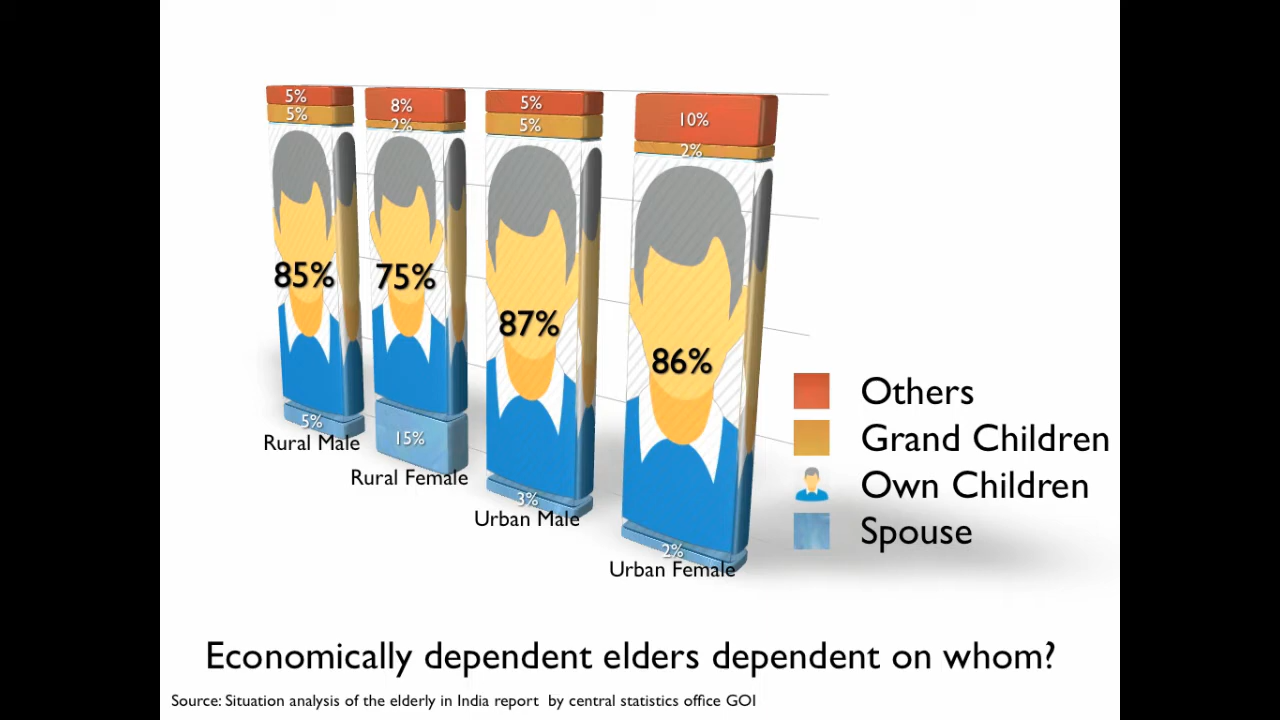 5%
5%
85%
5%
Rural Male
8%
2%
75%
15%
Rural Female
5%
5%
87%
3%
Urban Male
10%
2%
86%
2%
Urban Female
Others
Grand Children
Own Children
Spouse
Economically dependent elders dependent on whom?
Source: Situation analysis of the elderly in India report by central statistics office GOI